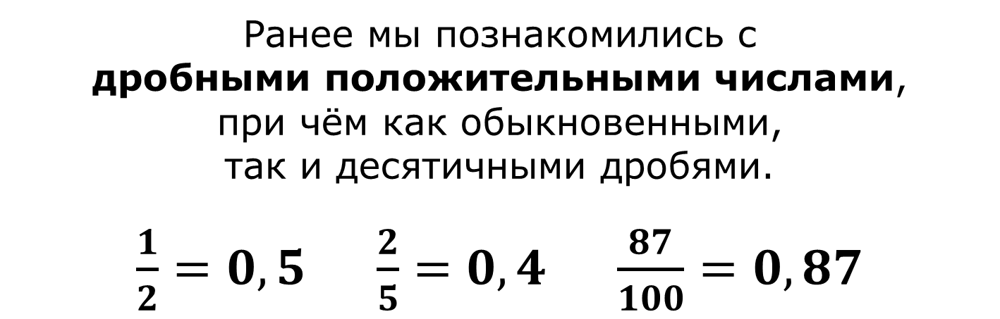 Ранее мы познакомились с
дробными положительными числами,
при чём как обыкновенными,
так и десятичными дробями.
1/2 = 0,5 2/5 = 0,4 87/100 = 0,87